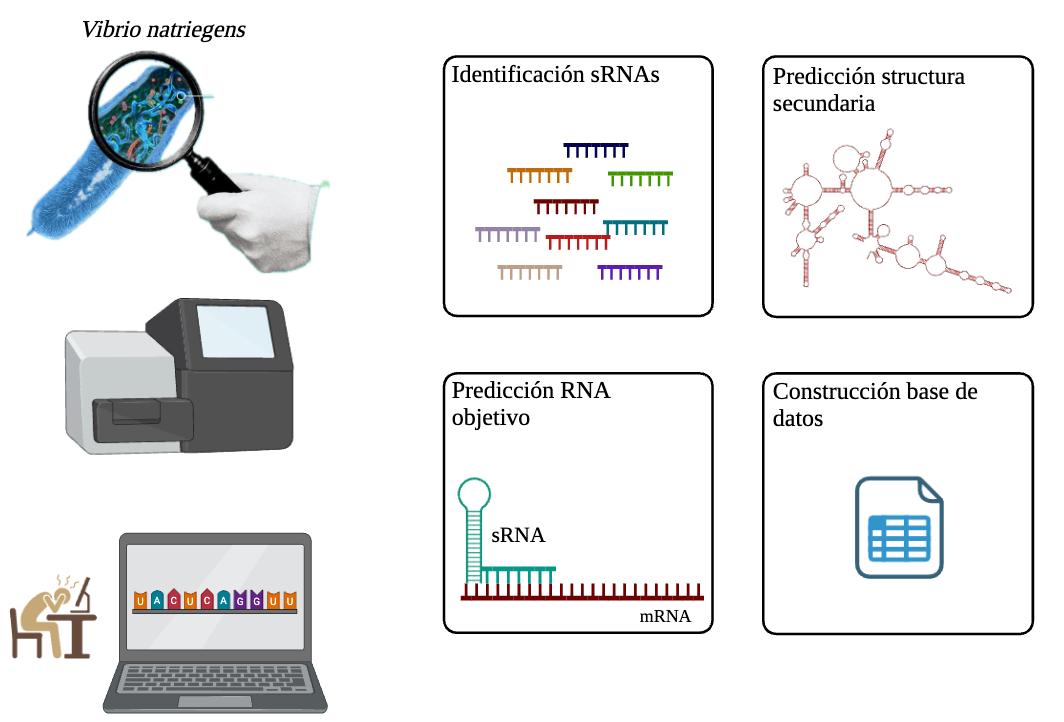 Vibrio natriegens
Identificación sRNAs
Predicción structura
secundaria
Predicción RNA
objetivo
sRNA
mRNA
Construcción base de
datos
U A C U C A G G U U